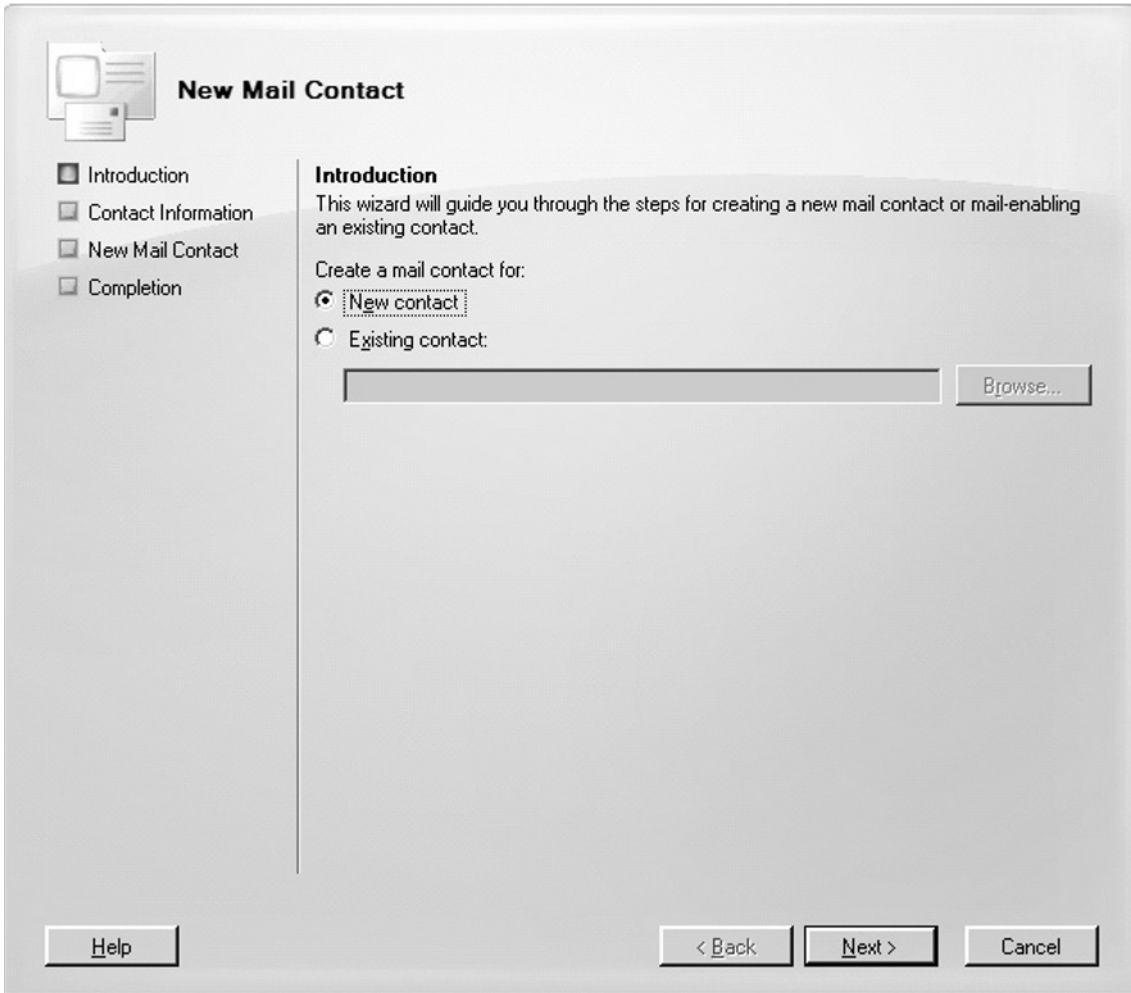 New Mail Contact
Introduction
Contact Information
New Mail Contact
Completion
Introduction
This wizard will guide you through the steps for creating a new mail contact or mail-enabling
an existing contact.
Create a mail contact for:
New contact
Existing contact:
Browse...
Help
< Back
Next >
Cancel